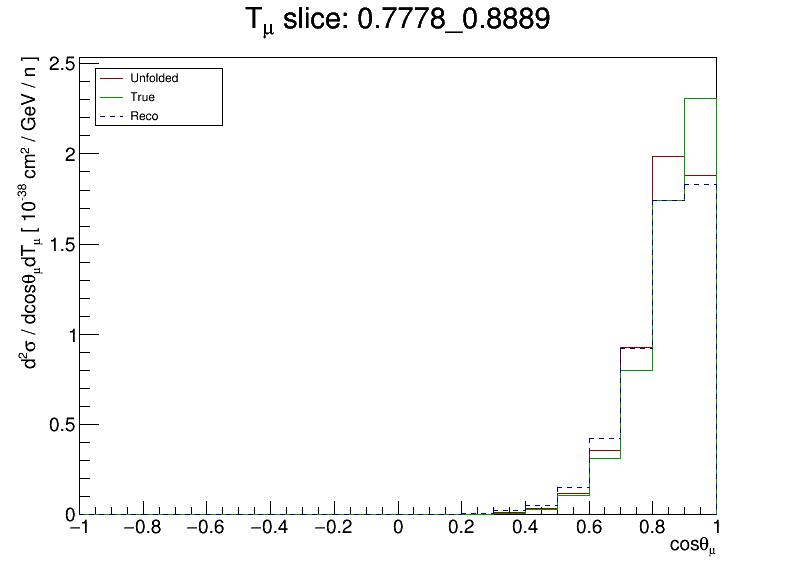 Tμ slice: 0.7778_0.8889
d²σ / dcosθμdTμ [ 10⁻³⁸ cm² / GeV / n ]
Unfolded
True
Reco
2.5
2
1.5
1
0.5
0
−1 −0.8 −0.6 −0.4 −0.2 0 0.2 0.4 0.6 0.8 1
cosθμ